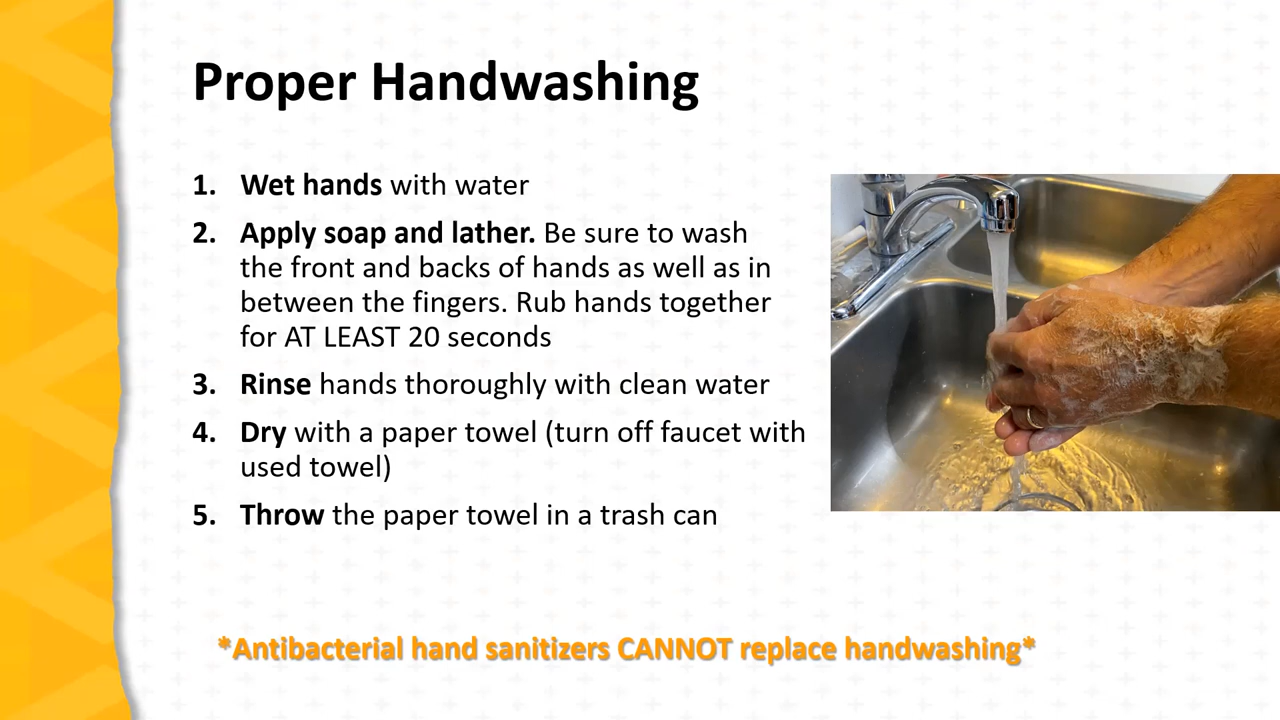 Proper Handwashing
1. Wet hands with water
2. Apply soap and lather. Be sure to wash
the front and backs of hands as well as in
between the fingers. Rub hands together
for AT LEAST 20 seconds
3. Rinse hands thoroughly with clean water
4. Dry with a paper towel (turn off faucet with
used towel)
5. Throw the paper towel in a trash can
*Antibacterial hand sanitizers CANNOT replace handwashing*